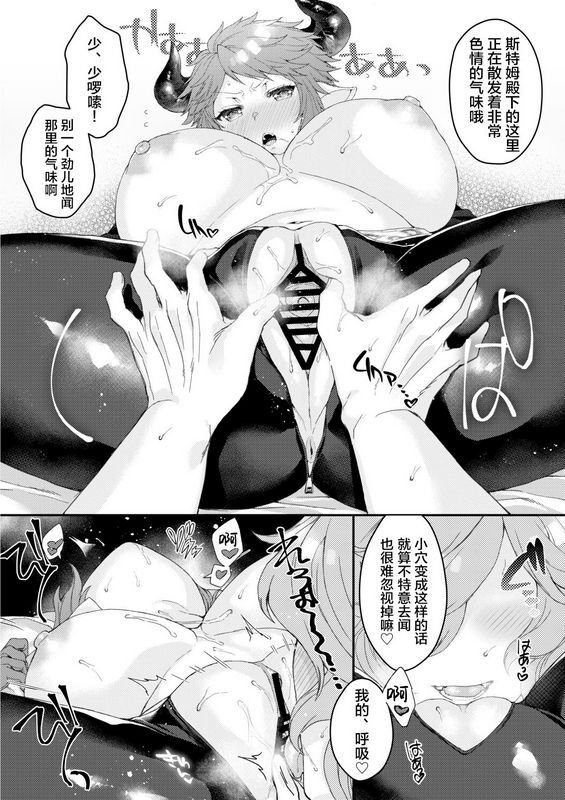 斯特姆殿下的这里
正在散发着非常
色情的气味哦
少、少啰嗦！
别一个劲儿地闻
那里的气味啊
小穴变成这样的话
就算不特意去闻
也很难忽视掉嘛♡
啊♡
啊♡
我的、呼吸♡